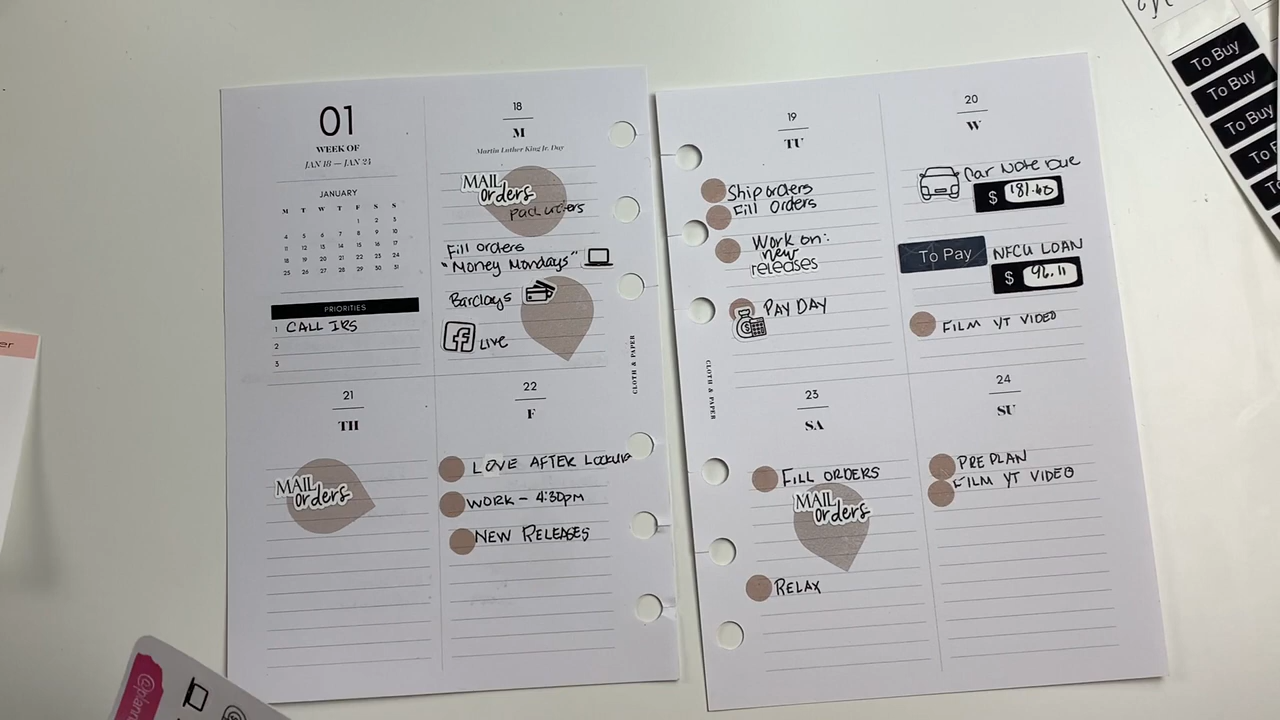 01
WEEK OF
JAN 18 — JAN 24
JANUARY
M T W T F S S
1 2 3
4 5 6 7 8 9 10
11 12 13 14 15 16 17
18 19 20 21 22 23 24
25 26 27 28 29 30 31
PRIORITIES
1 CALL IRS
2
3
18
M
Martin Luther King Jr. Day
MAIL
orders
pack orders
Fill orders
"Money Mondays"
Barclays
LIVE
CLOTH & PAPER
21
TH
MAIL
orders
22
F
LOVE AFTER Lockup
WORK - 4:30pm
NEW RELEASES
19
TU
Ship orders
Fill Orders
Work on:
new
releases
PAY DAY
CLOTH & PAPER
20
W
Car Note Due
$ 181.40
To Pay NFCU LOAN
$ 96.11
FILM YT VIDEO
23
SA
FILL ORDERS
MAIL
orders
RELAX
24
SU
PRE PLAN
FILM YT VIDEO
To Buy
To Buy
To Buy